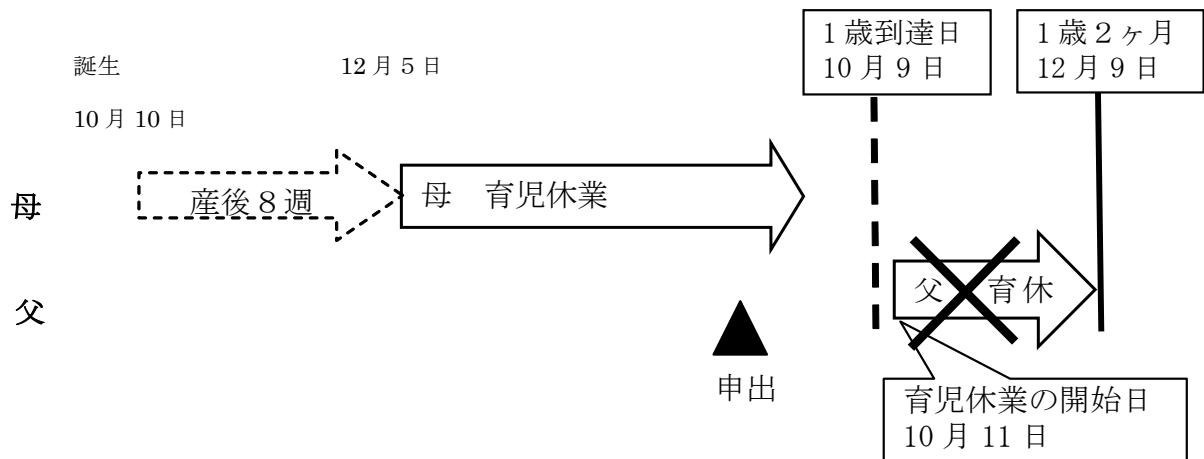 1歳到達日
10月9日
1歳2ヶ月
12月9日
誕生
12月5日
10月10日
母
産後8週
母 育児休業
父
父 育休
申出
育児休業の開始日
10月11日